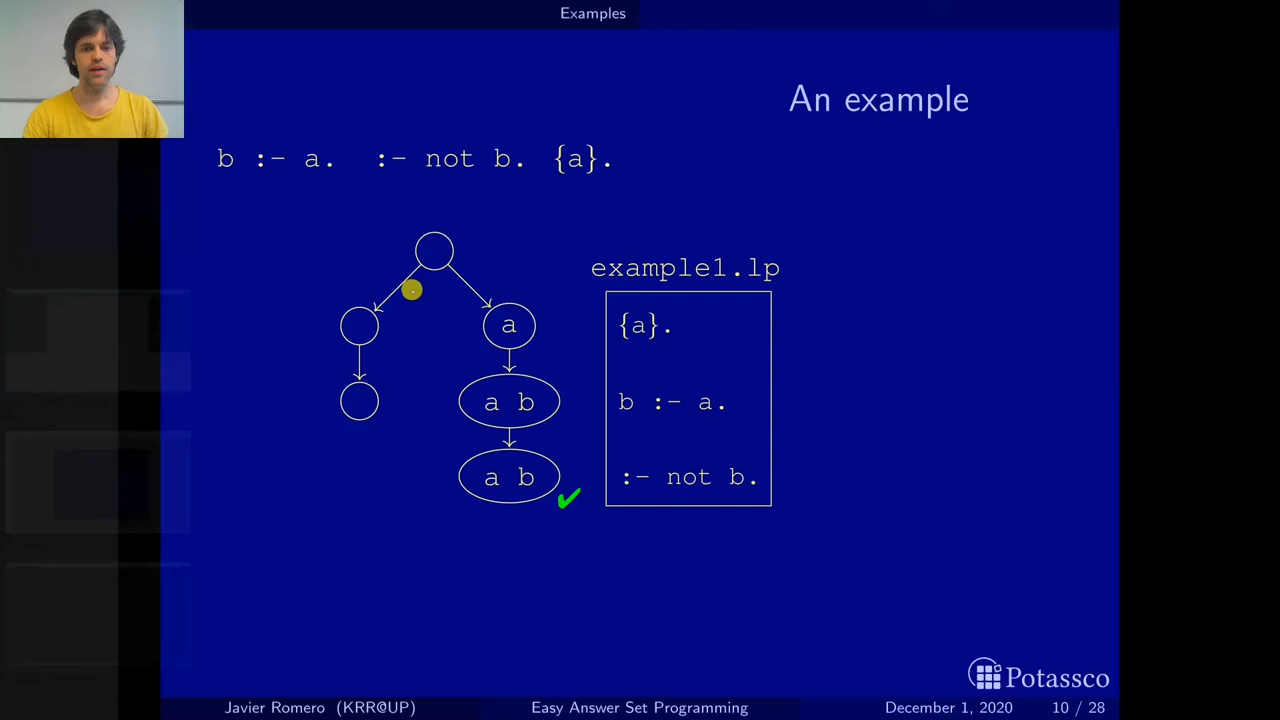 Examples
An example
b :- a.  :- not b. {a}.
example1.lp
a
{a}.
a b
b :- a.
a b
:- not b.
Potassco
Javier Romero (KRR@UP) Easy Answer Set Programming December 1, 2020 10 / 28